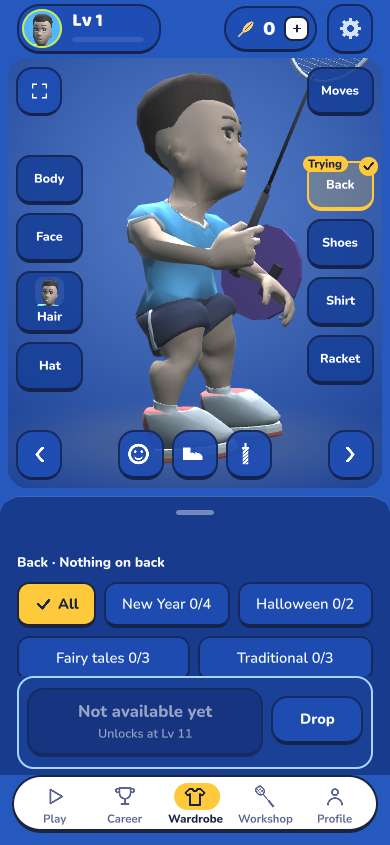 Lv 1
0
+
Moves
Trying
Back
Body
Face
Shoes
Hair
Shirt
Hat
Racket
Back · Nothing on back
All
New Year 0/4
Halloween 0/2
Fairy tales 0/3
Traditional 0/3
Not available yet
Unlocks at Lv 11
Drop
Play
Career
Wardrobe
Workshop
Profile